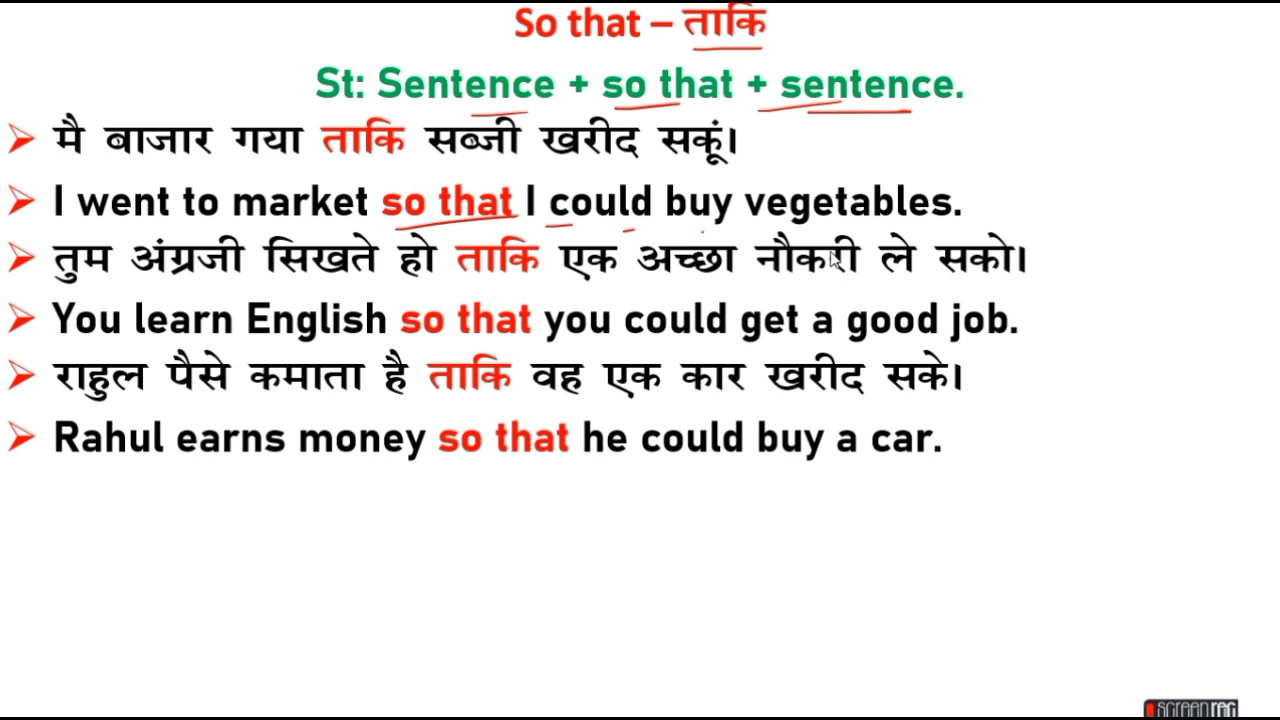 So that – ताकि
St: Sentence + so that + sentence.
मै बाजार गया ताकि सब्जी खरीद सकूं।
I went to market so that I could buy vegetables.
तुम अंग्रजी सिखते हो ताकि एक अच्छा नौकरी ले सको।
You learn English so that you could get a good job.
राहुल पैसे कमाता है ताकि वह एक कार खरीद सके।
Rahul earns money so that he could buy a car.